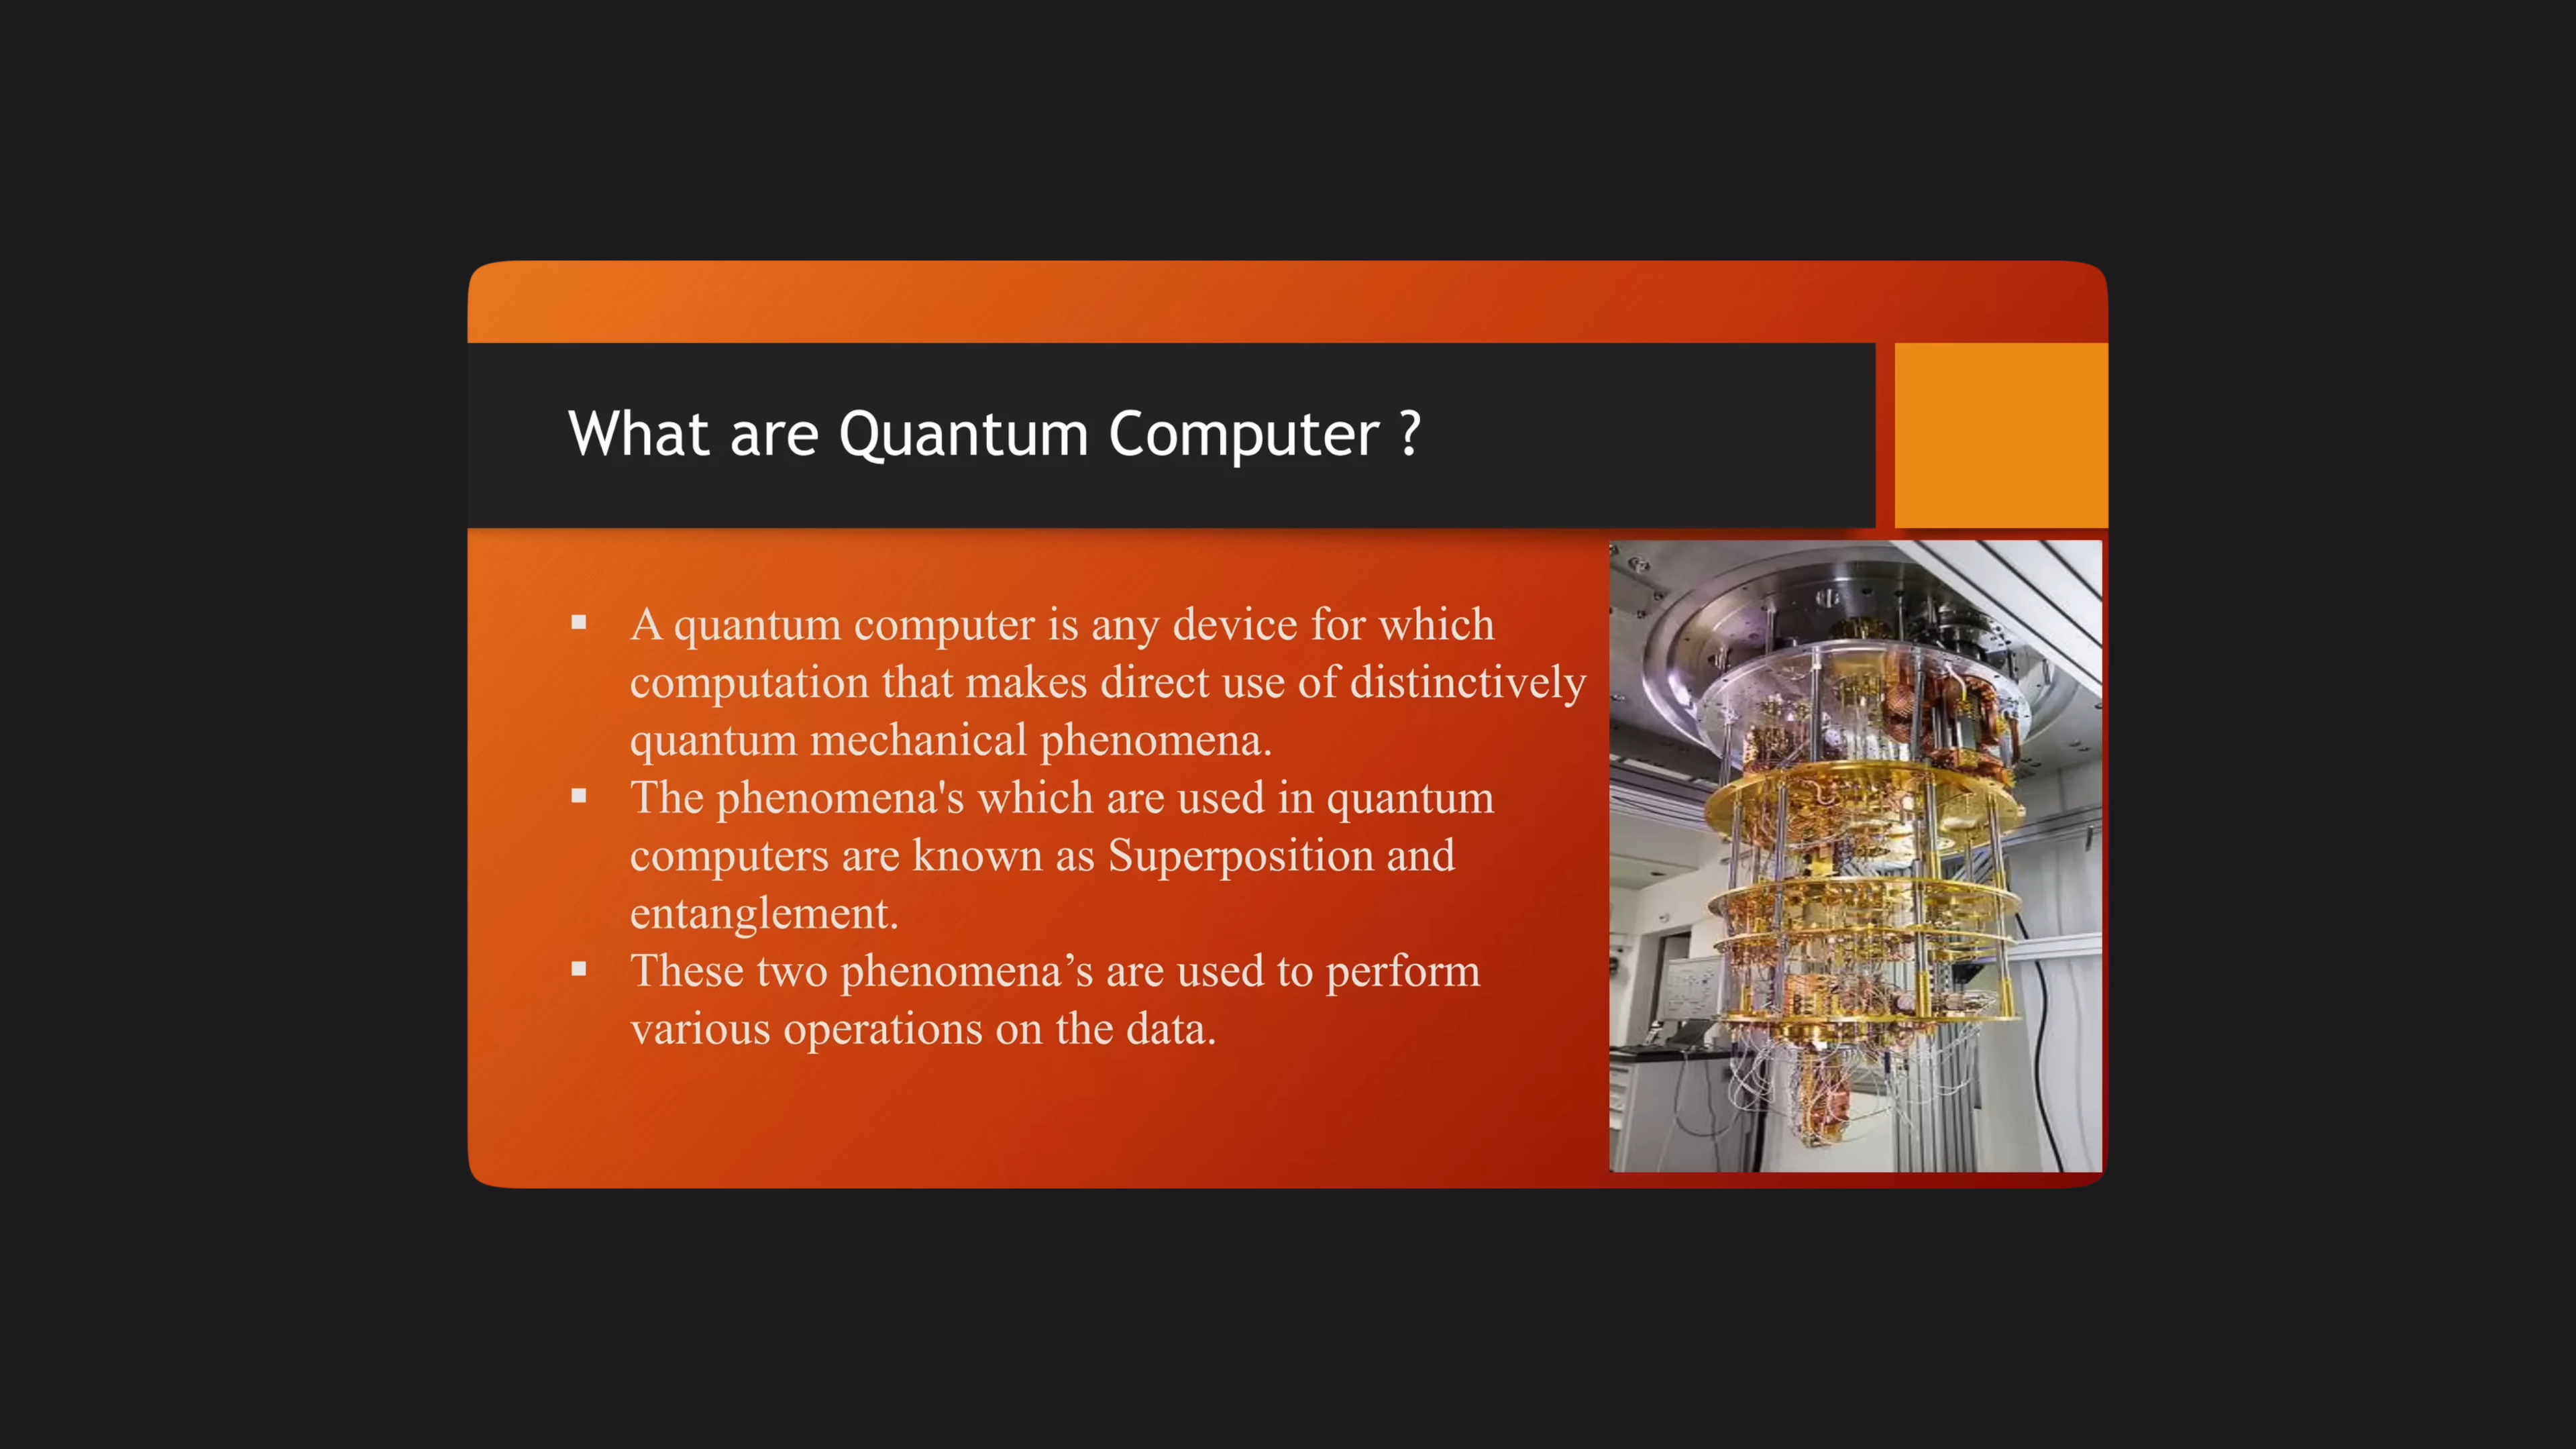 What are Quantum Computer ?
▪ A quantum computer is any device for which
computation that makes direct use of distinctively
quantum mechanical phenomena.
▪ The phenomena's which are used in quantum
computers are known as Superposition and
entanglement.
▪ These two phenomena’s are used to perform
various operations on the data.